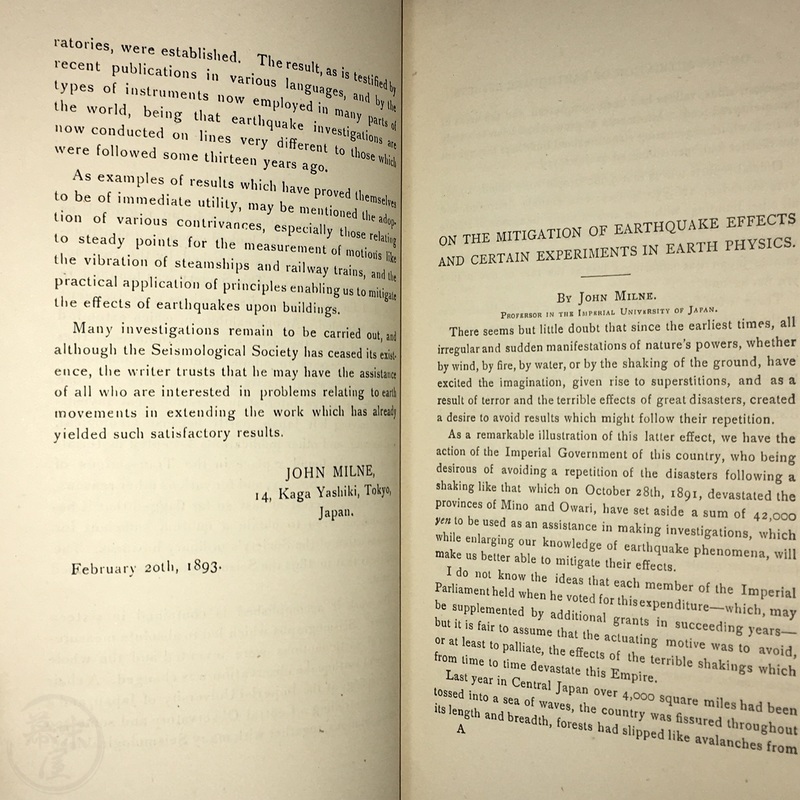 ratories, were established. The result, as is testified by
recent publications in various languages, and by the
types of instruments now employed in many parts of
the world, being that earthquake investigations are
now conducted on lines very different to those which
were followed some thirteen years ago.
As examples of results which have proved themselves
to be of immediate utility, may be mentioned the adop-
tion of various contrivances, especially those relating
to steady points for the measurement of motions like
the vibration of steamships and railway trains, and the
practical application of principles enabling us to mitigate
the effects of earthquakes upon buildings.
Many investigations remain to be carried out, and
although the Seismological Society has ceased its exist-
ence, the writer trusts that he may have the assistance
of all who are interested in problems relating to earth
movements in extending the work which has already
yielded such satisfactory results.
JOHN MILNE,
14, Kaga Yashiki, Tokyo,
Japan.
February 20th, 1893.
ON THE MITIGATION OF EARTHQUAKE EFFECTS
AND CERTAIN EXPERIMENTS IN EARTH PHYSICS.
By John Milne.
Professor in the Imperial University of Japan.
There seems but little doubt that since the earliest times, all
irregular and sudden manifestations of nature's powers, whether
by wind, by fire, by water, or by the shaking of the ground, have
excited the imagination, given rise to superstitions, and as a
result of terror and the terrible effects of great disasters, created
a desire to avoid results which might follow their repetition.
As a remarkable illustration of this latter effect, we have the
action of the Imperial Government of this country, who being
desirous of avoiding a repetition of the disasters following a
shaking like that which on October 28th, 1891, devastated the
provinces of Mino and Owari, have set aside a sum of 42,000
yen to be used as an assistance in making investigations, which
while enlarging our knowledge of earthquake phenomena, will
make us better able to mitigate their effects.
I do not know the ideas that each member of the Imperial
Parliament held when he voted for this expenditure—which, may
be supplemented by additional grants in succeeding years—
but it is fair to assume that the actuating motive was to avoid,
or at least to palliate, the effects of the terrible shakings which
from time to time devastate this Empire.
Last year in Central Japan over 4,000 square miles had been
tossed into a sea of waves, the country was fissured throughout
its length and breadth, forests had slipped like avalanches from
A